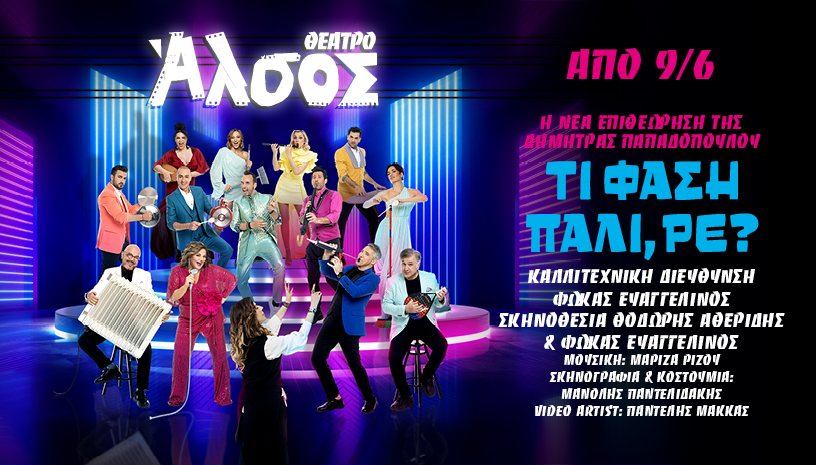 ΘΕΑΤΡΟ
Άλσος
ΑΠΟ 9/6
Η ΝΕΑ ΕΠΙΘΕΩΡΗΣΗ ΤΗΣ
ΔΗΜΗΤΡΑΣ ΠΑΠΑΔΟΠΟΥΛΟΥ
ΤΙ ΦΑΣΗ
ΠΑΛΙ, ΡΕ?
ΚΑΛΛΙΤΕΧΝΙΚΗ ΔΙΕΥΘΥΝΣΗ
ΦΩΚΑΣ ΕΥΑΓΓΕΛΙΝΟΣ
ΣΚΗΝΟΘΕΣΙΑ ΘΟΔΩΡΗΣ ΑΘΕΡΙΔΗΣ
& ΦΩΚΑΣ ΕΥΑΓΓΕΛΙΝΟΣ
ΜΟΥΣΙΚΗ: ΜΑΡΙΖΑ ΡΙΖΟΥ
ΣΚΗΝΟΓΡΑΦΙΑ & ΚΟΣΤΟΥΜΙΑ:
ΜΑΝΟΛΗΣ ΠΑΝΤΕΛΙΔΑΚΗΣ
VIDEO ARTIST: ΠΑΝΤΕΛΗΣ ΜΑΚΚΑΣ